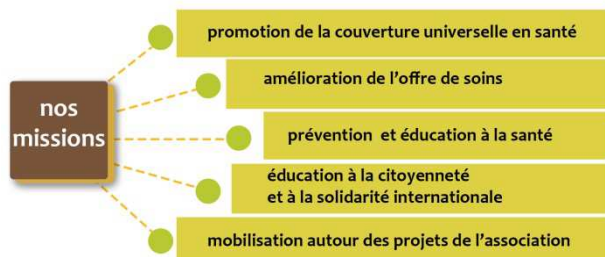 nos
missions
promotion de la couverture universelle en santé
amélioration de l'offre de soins
prévention et éducation à la santé
éducation à la citoyenneté
et à la solidarité internationale
mobilisation autour des projets de l'association